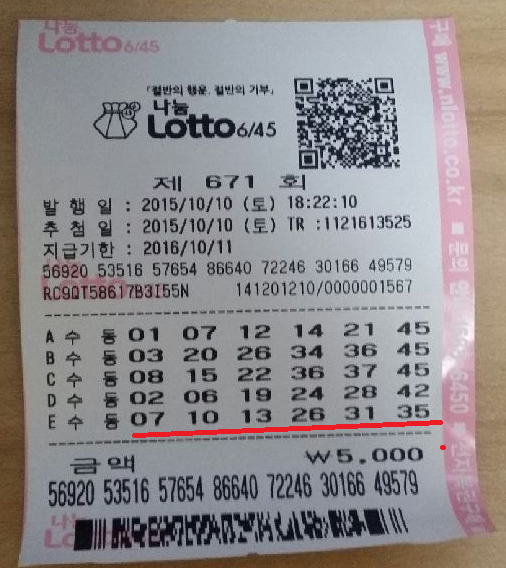 나눔
Lotto 6/45
「절반의 행운, 절반의 기부」
나눔
Lotto 6/45
제 671 회
발 행 일 : 2015/10/10 (토) 18:22:10
추 첨 일 : 2015/10/10 (토) TR :1121613525
지급기한 : 2016/10/11
56920 53516 57654 86640 72246 30166 49579
RC9QT58617B3I55N 141201210/0000001567
A 수 동 01 07 12 14 21 45
B 수 동 03 20 26 34 36 45
C 수 동 08 15 22 36 37 45
D 수 동 02 06 19 24 28 42
E 수 동 07 10 13 26 31 35
금 액 ₩5,000
56920 53516 57654 86640 72246 30166 49579
나눔
www.nlotto.co.kr
문의
6450